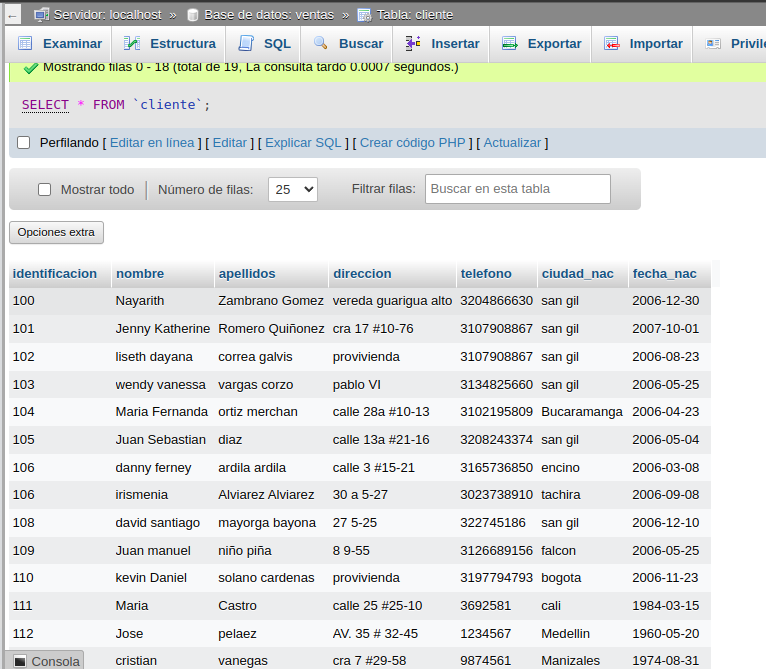 ← Servidor: localhost » Base de datos: ventas » Tabla: cliente
Examinar Estructura SQL Buscar Insertar Exportar Importar Privile
Mostrando filas 0 - 18 (total de 19, La consulta tardó 0.0007 segundos.)
SELECT * FROM `cliente`;
Perfilando [ Editar en línea ] [ Editar ] [ Explicar SQL ] [ Crear código PHP ] [ Actualizar ]
Mostrar todo Número de filas: 25 Filtrar filas: Buscar en esta tabla
Opciones extra
identificacion nombre apellidos direccion telefono ciudad_nac fecha_nac
100 Nayarith Zambrano Gomez vereda guarigua alto 3204866630 san gil 2006-12-30
101 Jenny Katherine Romero Quiñonez cra 17 #10-76 3107908867 san gil 2007-10-01
102 liseth dayana correa galvis provivienda 3107908867 san gil 2006-08-23
103 wendy vanessa vargas corzo pablo VI 3134825660 san gil 2006-05-25
104 Maria Fernanda ortiz merchan calle 28a #10-13 3102195809 Bucaramanga 2006-04-23
105 Juan Sebastian diaz calle 13a #21-16 3208243374 san gil 2006-05-04
106 danny ferney ardila ardila calle 3 #15-21 3165736850 encino 2006-03-08
106 irismenia Alviarez Alviarez 30 a 5-27 3023738910 tachira 2006-09-08
108 david santiago mayorga bayona 27 5-25 322745186 san gil 2006-12-10
109 Juan manuel niño piña 8 9-55 3126689156 falcon 2006-05-25
110 kevin Daniel solano cardenas provivienda 3197794793 bogota 2006-11-23
111 Maria Castro calle 25 #25-10 3692581 cali 1984-03-15
112 Jose pelaez AV. 35 # 32-45 1234567 Medellin 1960-05-20
Consola cristian vanegas cra 7 #29-58 9874561 Manizales 1974-08-31